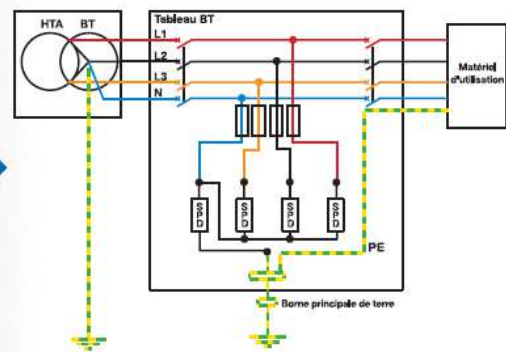 HTA BT
Tableau BT
L1
L2
L3
N
Matériel
d'utilisation
SPD SPD SPD SPD
PE
Borne principale de terre